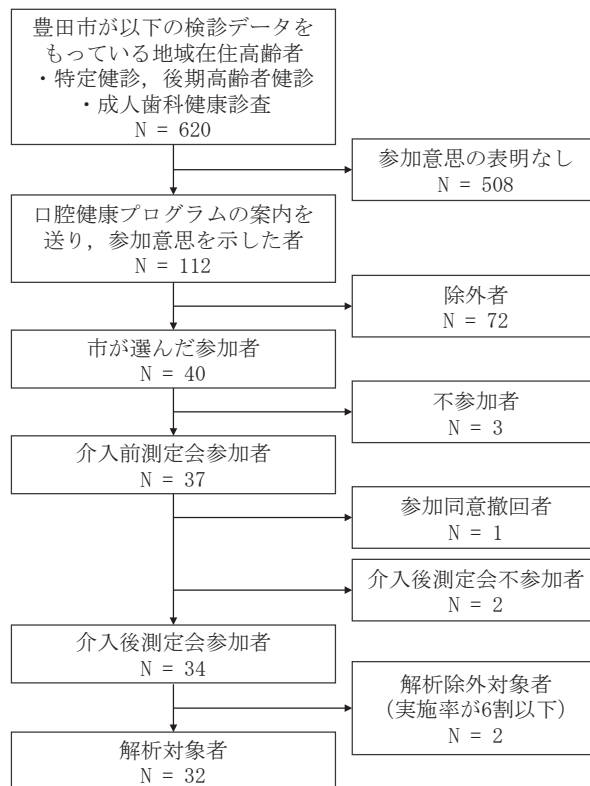 豊田市が以下の検診データを
もっている地域在住高齢者
・特定健診，後期高齢者健診
・成人歯科健康診査
N = 620
参加意思の表明なし
N = 508
口腔健康プログラムの案内を
送り，参加意思を示した者
N = 112
除外者
N = 72
市が選んだ参加者
N = 40
不参加者
N = 3
介入前測定会参加者
N = 37
参加同意撤回者
N = 1
介入後測定会不参加者
N = 2
介入後測定会参加者
N = 34
解析除外対象者
（実施率が6割以下）
N = 2
解析対象者
N = 32